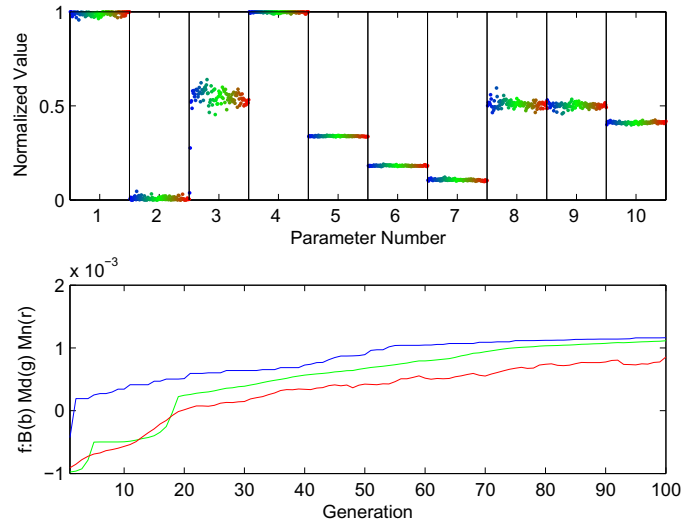 1
0.5
0
Normalized Value
1 2 3 4 5 6 7 8 9 10
Parameter Number
x 10⁻³
2
1
0
−1
f:B(b) Md(g) Mn(r)
10 20 30 40 50 60 70 80 90 100
Generation